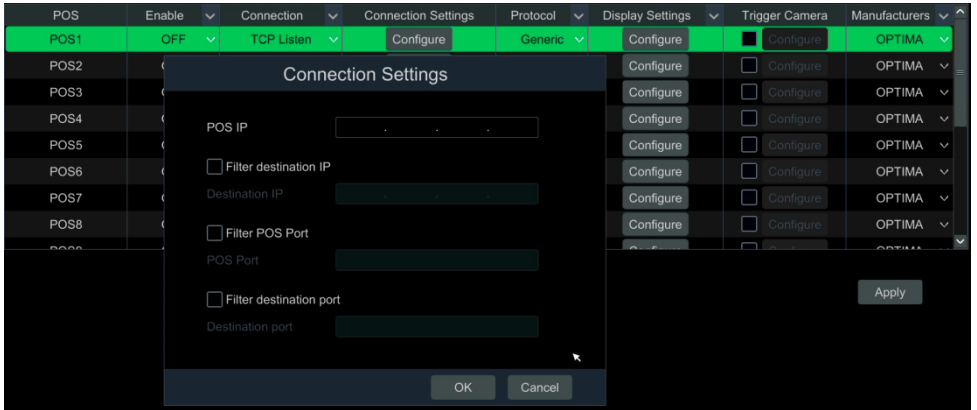 POS Enable Connection Connection Settings Protocol Display Settings Trigger Camera Manufacturers
POS1 OFF TCP Listen Configure Generic Configure Configure OPTIMA
POS2 Configure Configure OPTIMA
Connection Settings
POS3 Configure Configure OPTIMA
POS4 Configure Configure OPTIMA
POS IP . . .
POS5 Configure Configure OPTIMA
Filter destination IP
POS6 Configure Configure OPTIMA
Destination IP . . .
POS7 Configure Configure OPTIMA
POS8 Configure Configure OPTIMA
Filter POS Port
POS Port
Apply
Filter destination port
Destination port
OK Cancel